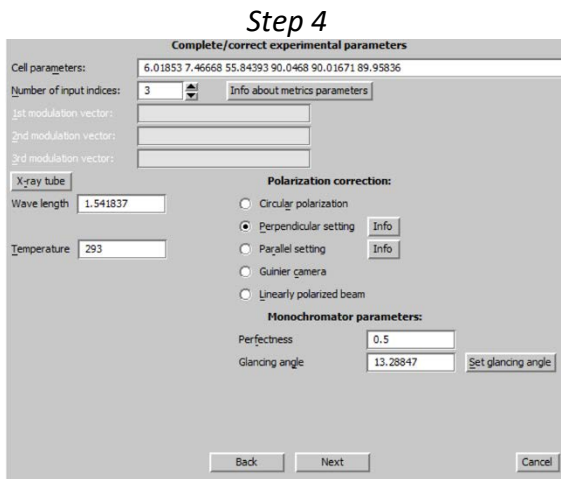 Step 4
Complete/correct experimental parameters
Cell parameters: 6.01853 7.46668 55.84393 90.0468 90.01671 89.95836
Number of input indices: 3 Info about metrics parameters
1st modulation vector:
2nd modulation vector:
3rd modulation vector:
X-ray tube Polarization correction:
Wave length 1.541837 Circular polarization
Perpendicular setting Info
Temperature 293 Parallel setting Info
Guinier camera
Linearly polarized beam
Monochromator parameters:
Perfectness 0.5
Glancing angle 13.28847 Set glancing angle
Back Next Cancel